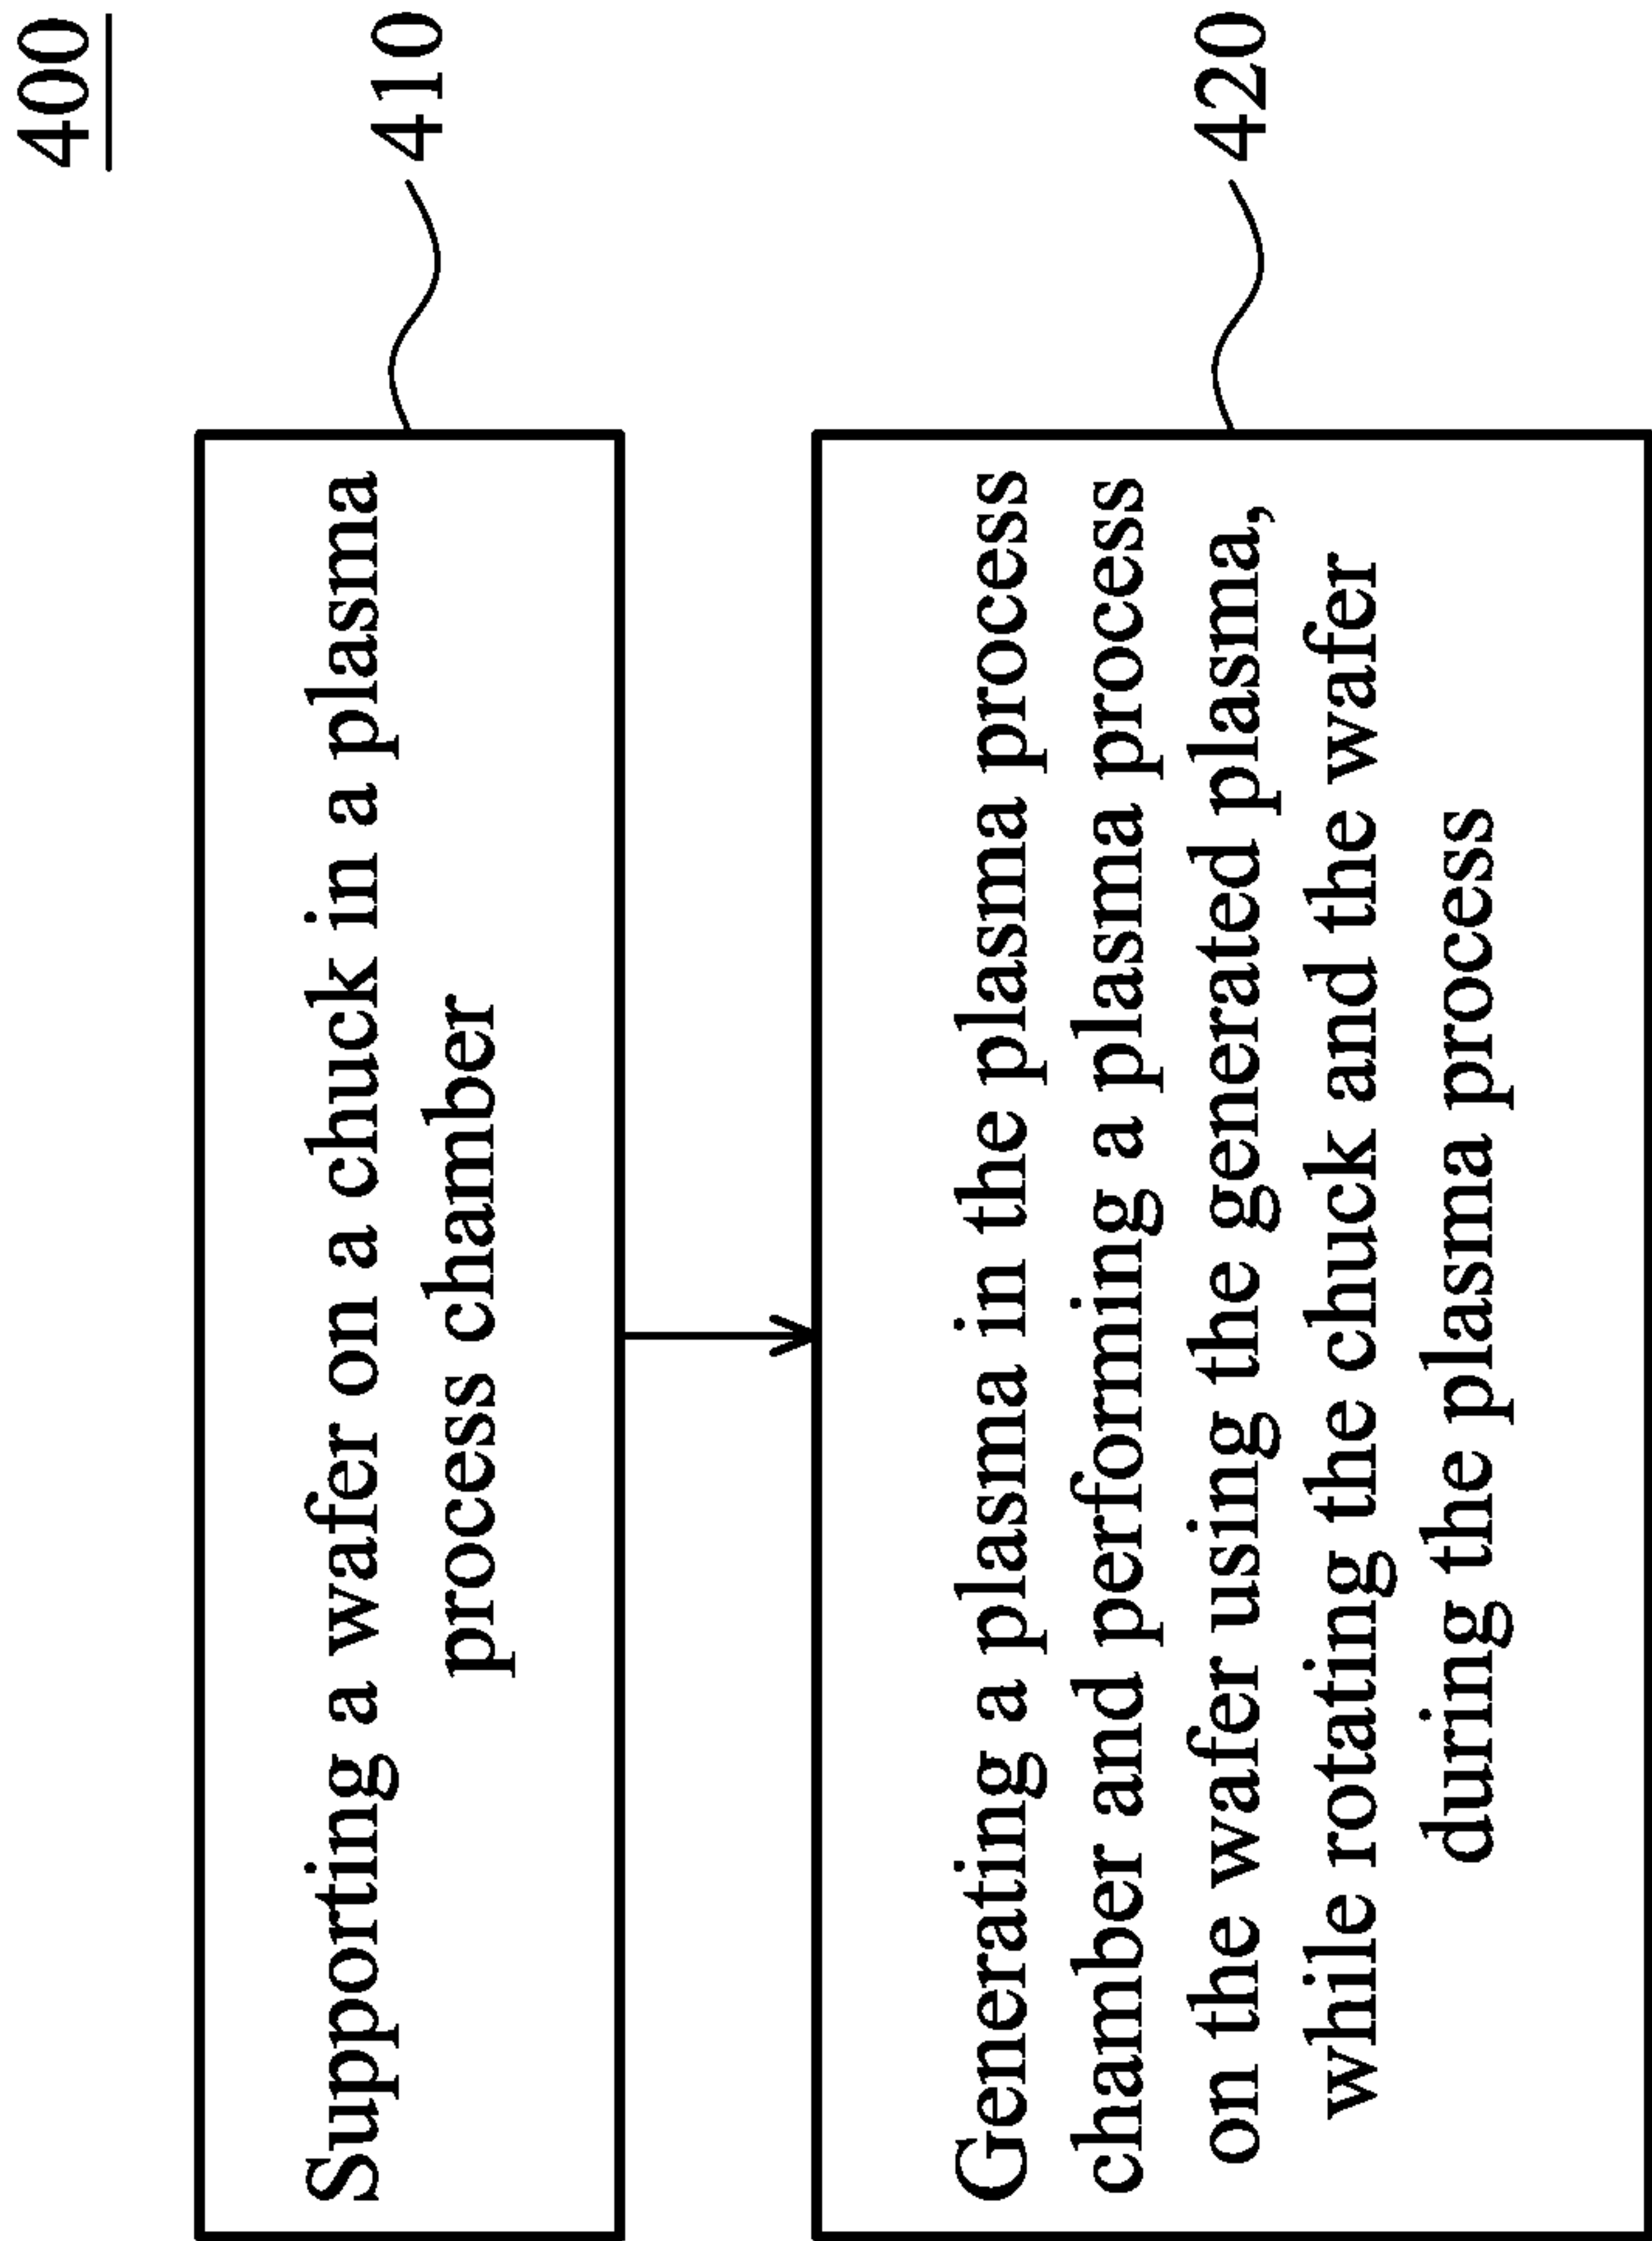 400
Supporting a wafer on a chuck in a plasma
process chamber
410
Generating a plasma in the plasma process
chamber and performing a plasma process
on the wafer using the generated plasma,
while rotating the chuck and the wafer
during the plasma process
420